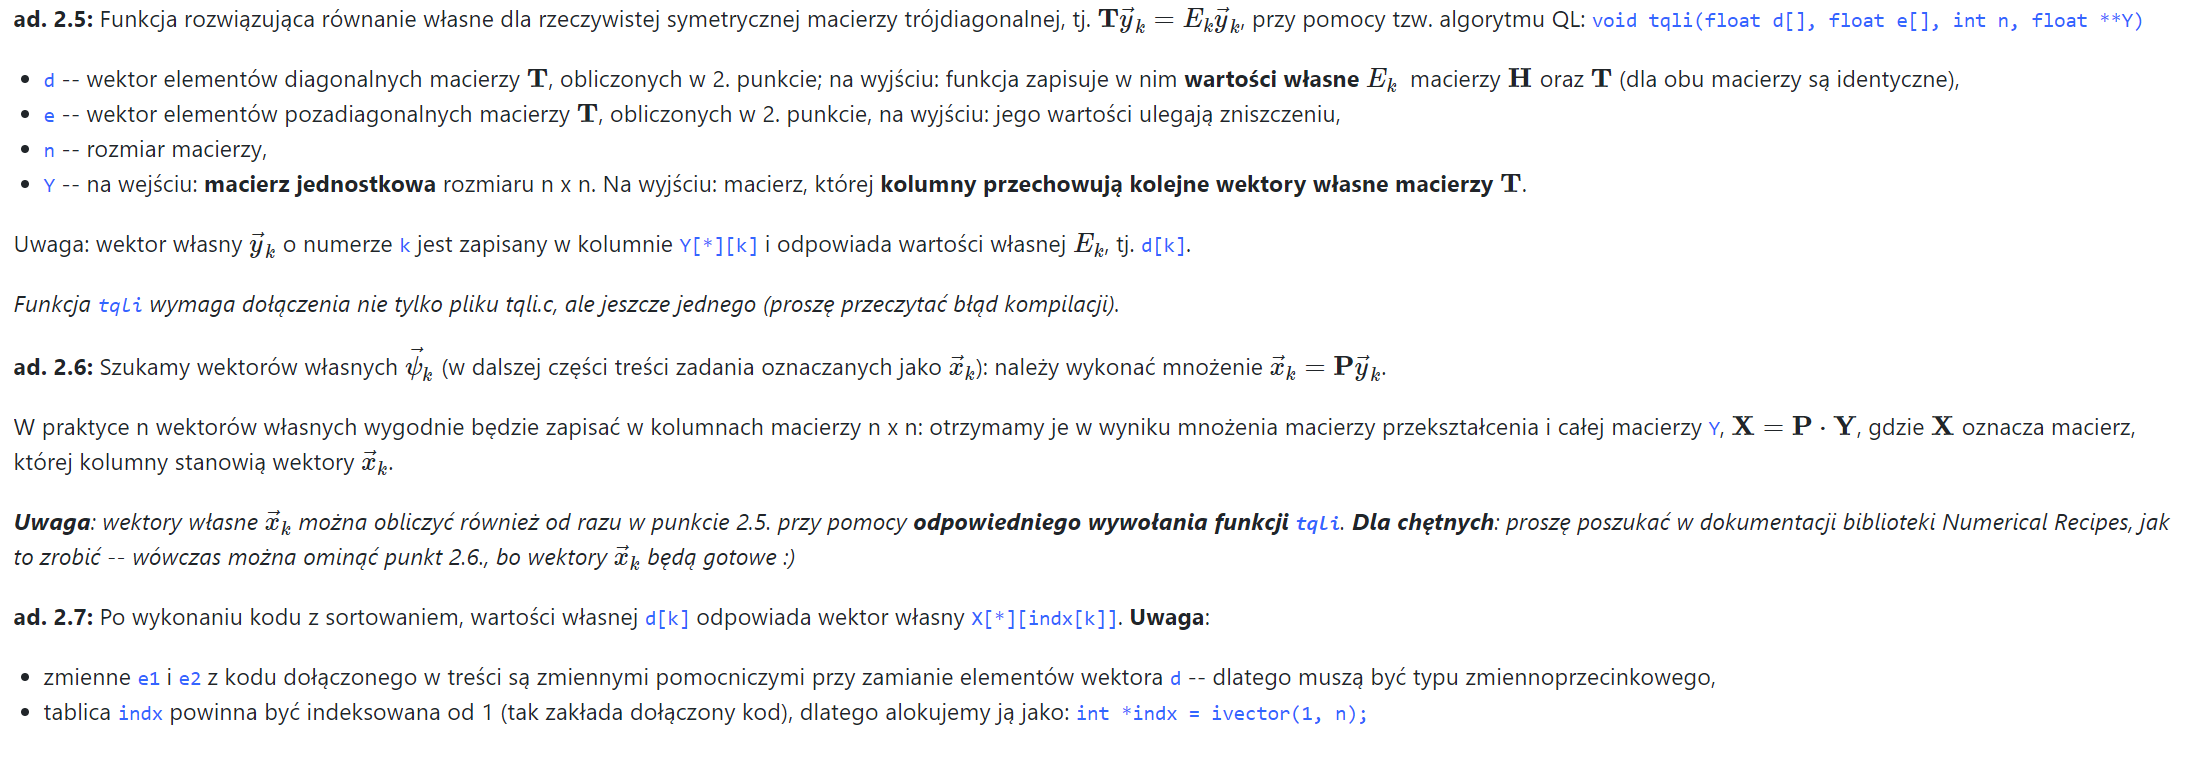 ad. 2.5: Funkcja rozwiązująca równanie własne dla rzeczywistej symetrycznej macierzy trójdiagonalnej, tj. $\mathbf{T}\vec{y}_k = E_k\vec{y}_k$, przy pomocy tzw. algorytmu QL: void tqli(float d[], float e[], int n, float **Y)
• d -- wektor elementów diagonalnych macierzy $\mathbf{T}$, obliczonych w 2. punkcie; na wyjściu: funkcja zapisuje w nim wartości własne $E_k$ macierzy $\mathbf{H}$ oraz $\mathbf{T}$ (dla obu macierzy są identyczne),
• e -- wektor elementów pozadiagonalnych macierzy $\mathbf{T}$, obliczonych w 2. punkcie, na wyjściu: jego wartości ulegają zniszczeniu,
• n -- rozmiar macierzy,
• Y -- na wejściu: macierz jednostkowa rozmiaru n x n. Na wyjściu: macierz, której kolumny przechowują kolejne wektory własne macierzy $\mathbf{T}$.
Uwaga: wektor własny $\vec{y}_k$ o numerze k jest zapisany w kolumnie Y[*][k] i odpowiada wartości własnej $E_k$, tj. d[k].
Funkcja tqli wymaga dołączenia nie tylko pliku tqli.c, ale jeszcze jednego (proszę przeczytać błąd kompilacji).
ad. 2.6: Szukamy wektorów własnych $\vec{\psi}_k$ (w dalszej części treści zadania oznaczanych jako $\vec{x}_k$): należy wykonać mnożenie $\vec{x}_k = \mathbf{P}\vec{y}_k$.
W praktyce n wektorów własnych wygodnie będzie zapisać w kolumnach macierzy n x n: otrzymamy je w wyniku mnożenia macierzy przekształcenia i całej macierzy Y, $\mathbf{X} = \mathbf{P} \cdot \mathbf{Y}$, gdzie $\mathbf{X}$ oznacza macierz,
której kolumny stanowią wektory $\vec{x}_k$.
Uwaga: wektory własne $\vec{x}_k$ można obliczyć również od razu w punkcie 2.5. przy pomocy odpowiedniego wywołania funkcji tqli. Dla chętnych: proszę poszukać w dokumentacji biblioteki Numerical Recipes, jak
to zrobić -- wówczas można ominąć punkt 2.6., bo wektory $\vec{x}_k$ będą gotowe :)
ad. 2.7: Po wykonaniu kodu z sortowaniem, wartości własnej d[k] odpowiada wektor własny X[*][indx[k]]. Uwaga:
• zmienne e1 i e2 z kodu dołączonego w treści są zmiennymi pomocniczymi przy zamianie elementów wektora d -- dlatego muszą być typu zmiennoprzecinkowego,
• tablica indx powinna być indeksowana od 1 (tak zakłada dołączony kod), dlatego alokujemy ją jako: int *indx = ivector(1, n);